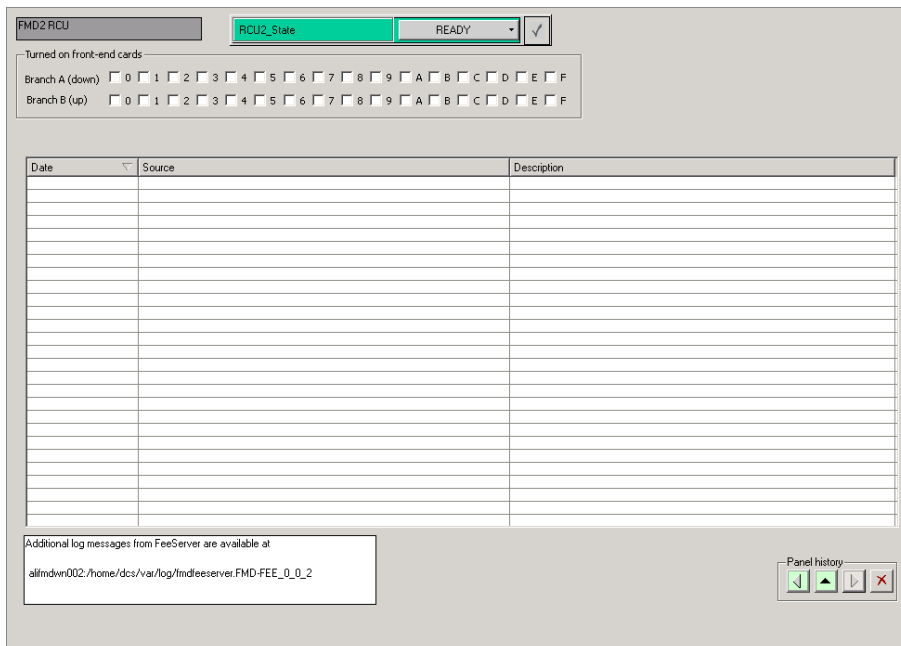 FMD2 RCU
RCU2_State READY
Turned on front-end cards
Branch A (down) 0 1 2 3 4 5 6 7 8 9 A B C D E F
Branch B (up) 0 1 2 3 4 5 6 7 8 9 A B C D E F
Date Source Description
Additional log messages from FeeServer are available at
alifmdwn002:/home/dcs/var/log/fmdfeeserver.FMD-FEE_0_0_2
Panel history